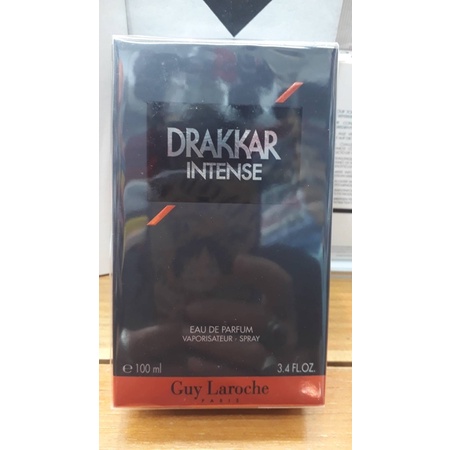 DRAKKAR
INTENSE
EAU DE PARFUM
VAPORISATEUR - SPRAY
e 100 ml 3.4 FL.OZ.
Guy Laroche
PARIS